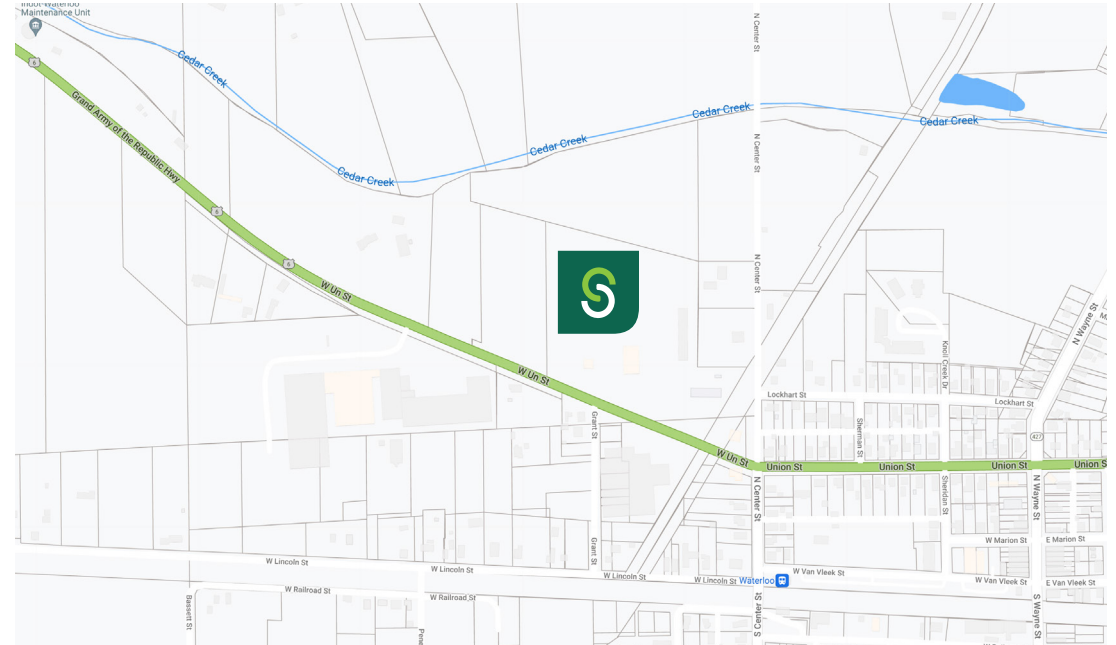 Indot-Waterloo
Maintenance Unit
6
Cedar Creek
Grand Army of the Republic Hwy
6
6
W Un St
Cedar Creek
Cedar Creek
Cedar Creek
Cedar Creek
N Center St
N Center St
N Center St
S
W Un St
W Un St
Grant St
Grant St
Lockhart St
Lockhart St
Knoll Creek Dr
Sherman St
N Wayne St
427
Union St
Union St
Union St
Union S
N Center St
Sheridan St
N Wayne St
W Marion St
E Marion St
W Van Vleek St
W Van Vleek St
E Van Vleek St
W Lincoln St
W Lincoln St
W Lincoln St
W Lincoln St
Waterloo
W Railroad St
W Railroad St
Bassett St
S Center St
S Wayne St